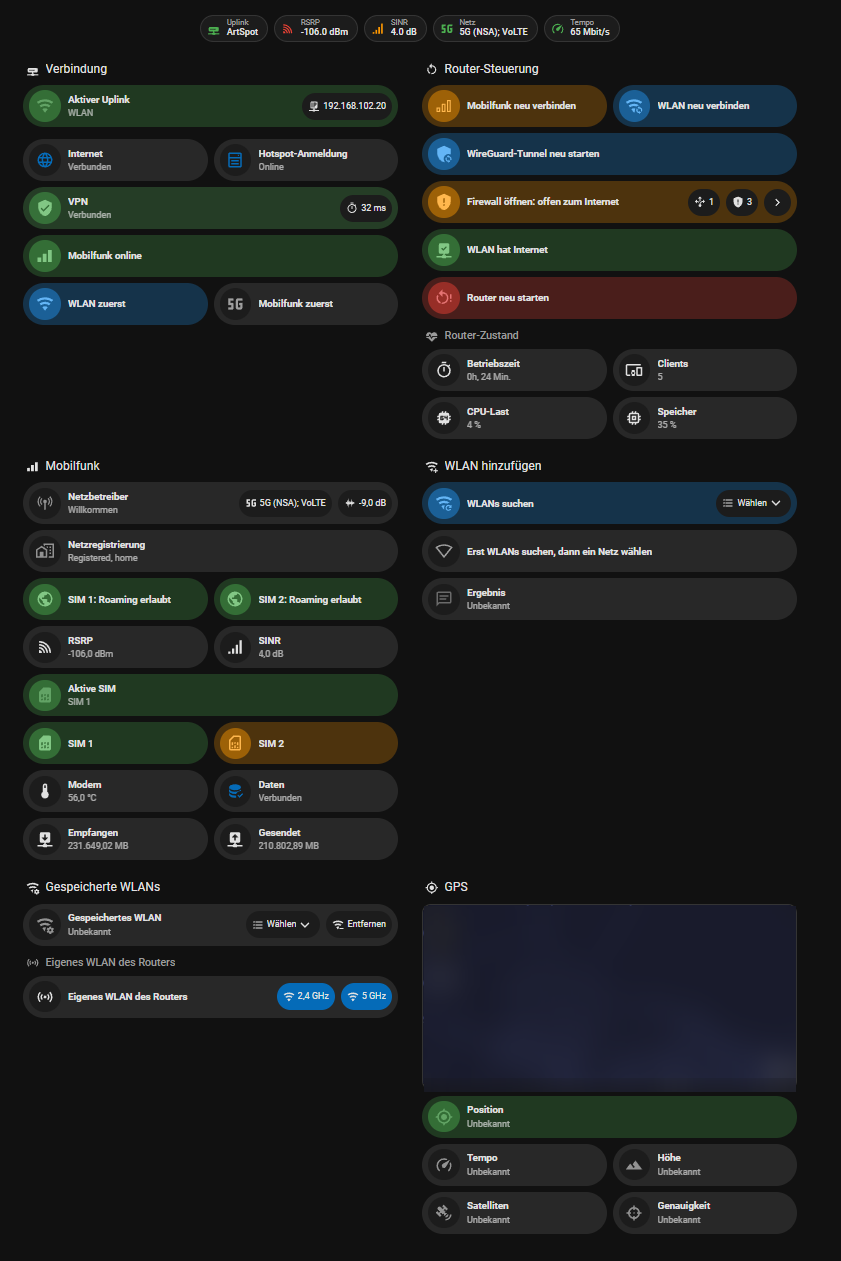 Uplink
ArtSpot
RSRP
-106.0 dBm
SINR
4.0 dB
Netz
5G (NSA); VoLTE
Tempo
65 Mbit/s
Verbindung
Aktiver Uplink
WLAN
192.168.102.20
Internet
Verbunden
Hotspot-Anmeldung
Online
VPN
Verbunden
32 ms
Mobilfunk online
WLAN zuerst
5G
Mobilfunk zuerst
Router-Steuerung
Mobilfunk neu verbinden
WLAN neu verbinden
WireGuard-Tunnel neu starten
Firewall öffnen: offen zum Internet
1
3
WLAN hat Internet
Router neu starten
Router-Zustand
Betriebszeit
0h, 24 Min.
Clients
5
CPU-Last
4 %
Speicher
35 %
Mobilfunk
Netzbetreiber
Willkommen
5G 5G (NSA); VoLTE
-9,0 dB
Netzregistrierung
Registered, home
SIM 1: Roaming erlaubt
SIM 2: Roaming erlaubt
RSRP
-106,0 dBm
SINR
4,0 dB
Aktive SIM
SIM 1
SIM 1
SIM 2
Modem
56,0 °C
Daten
Verbunden
Empfangen
231.649,02 MB
Gesendet
210.802,89 MB
WLAN hinzufügen
WLANs suchen
Wählen
Erst WLANs suchen, dann ein Netz wählen
Ergebnis
Unbekannt
Gespeicherte WLANs
Gespeichertes WLAN
Unbekannt
Wählen
Entfernen
Eigenes WLAN des Routers
Eigenes WLAN des Routers
2,4 GHz
5 GHz
GPS
Position
Unbekannt
Tempo
Unbekannt
Höhe
Unbekannt
Satelliten
Unbekannt
Genauigkeit
Unbekannt